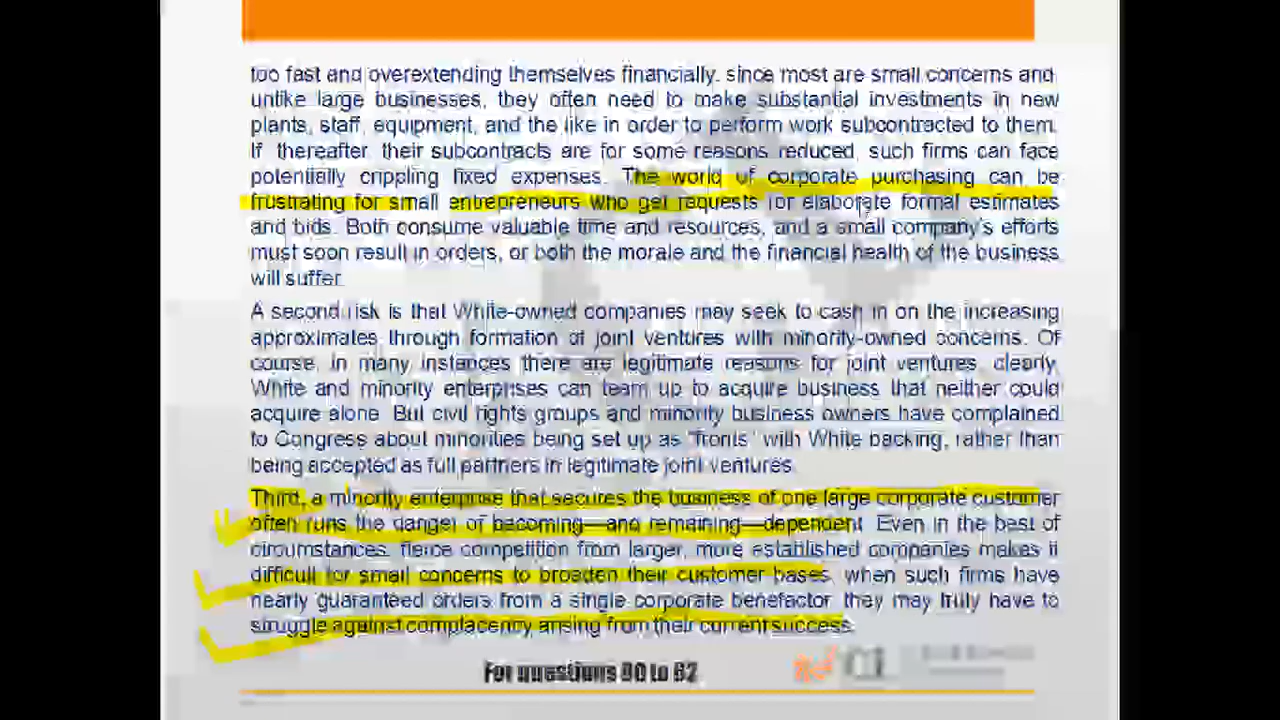 too fast and overextending themselves financially. since most are small concerns and
unlike large businesses, they often need to make substantial investments in new
plants, staff, equipment, and the like in order to perform work subcontracted to them.
If thereafter, their subcontracts are for some reasons reduced, such firms can face
potentially crippling fixed expenses. The world of corporate purchasing can be
frustrating for small entrepreneurs who get requests for elaborate formal estimates
and bids. Both consume valuable time and resources, and a small company's efforts
must soon result in orders, or both the morale and the financial health of the business
will suffer.
A second risk is that White-owned companies may seek to cash in on the increasing
approximates through formation of joint ventures with minority-owned concerns. Of
course, in many instances there are legitimate reasons for joint ventures, clearly,
White and minority enterprises can team up to acquire business that neither could
acquire alone. But civil rights groups and minority business owners have complained
to Congress about minorities being set up as "fronts" with White backing, rather than
being accepted as full partners in legitimate joint ventures.
Third, a minority enterprise that secures the business of one large corporate customer
often runs the danger of becoming—and remaining—dependent. Even in the best of
circumstances, fierce competition from larger, more established companies makes it
difficult for small concerns to broaden their customer bases, when such firms have
nearly guaranteed orders from a single corporate benefactor, they may truly have to
struggle against complacency arising from their current success.
For questions 80 to 82